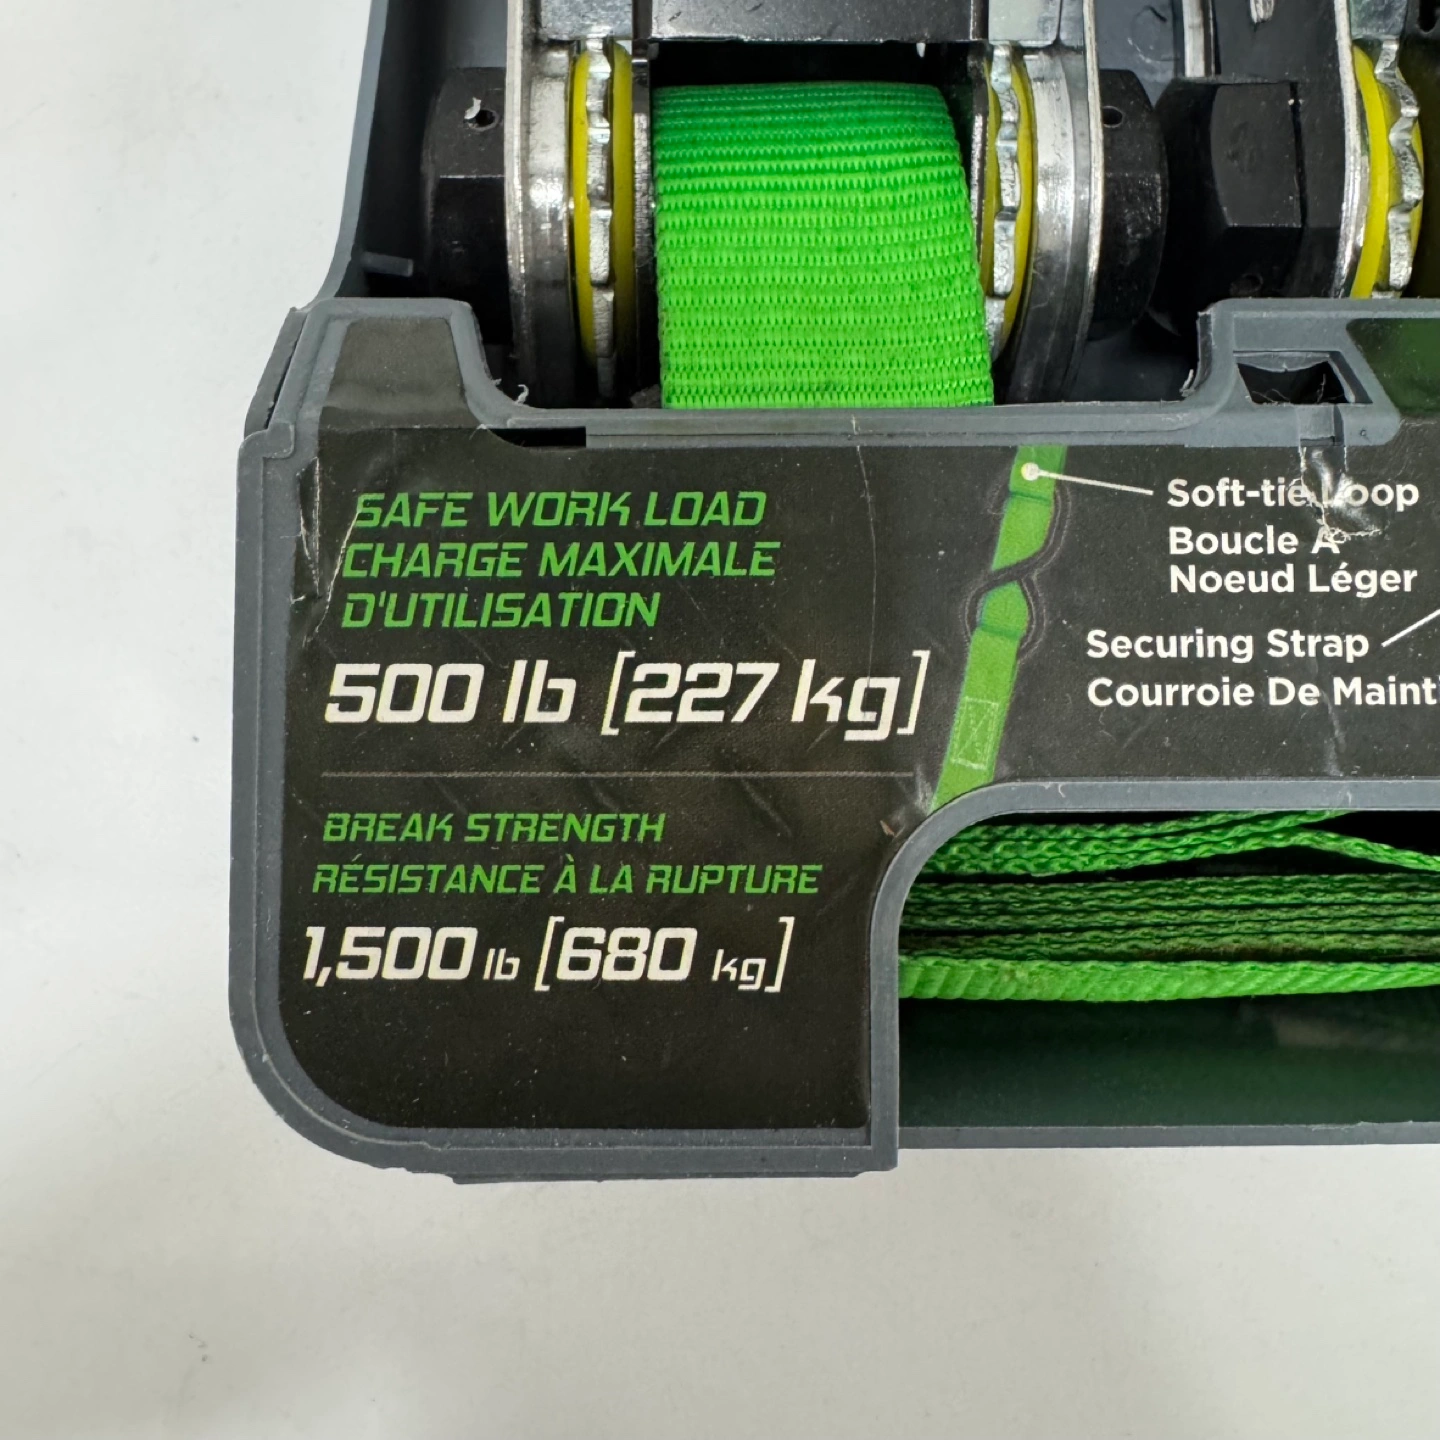 SAFE WORK LOAD
CHARGE MAXIMALE
D'UTILISATION
500 lb [227 kg]
BREAK STRENGTH
RÉSISTANCE À LA RUPTURE
1,500 lb [680 kg]
Soft-tie Loop
Boucle À
Noeud Léger
Securing Strap
Courroie De